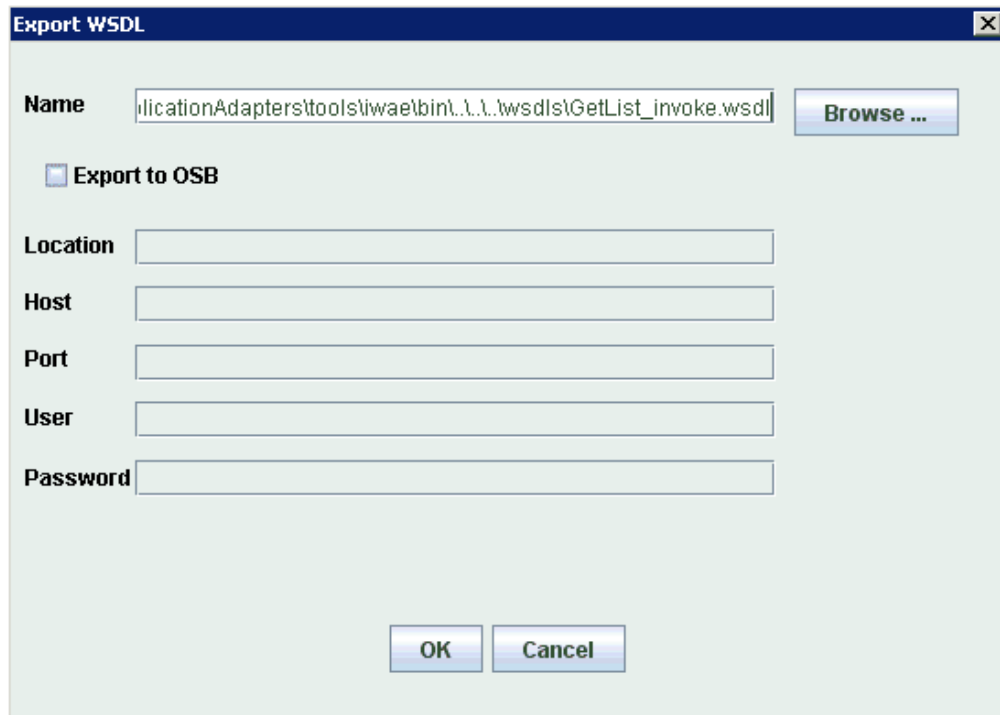 Export WSDL
Name
licationAdapters\tools\iwae\bin\..\..\..\wsdls\GetList_invoke.wsdl
Browse ...
Export to OSB
Location
Host
Port
User
Password
OK Cancel